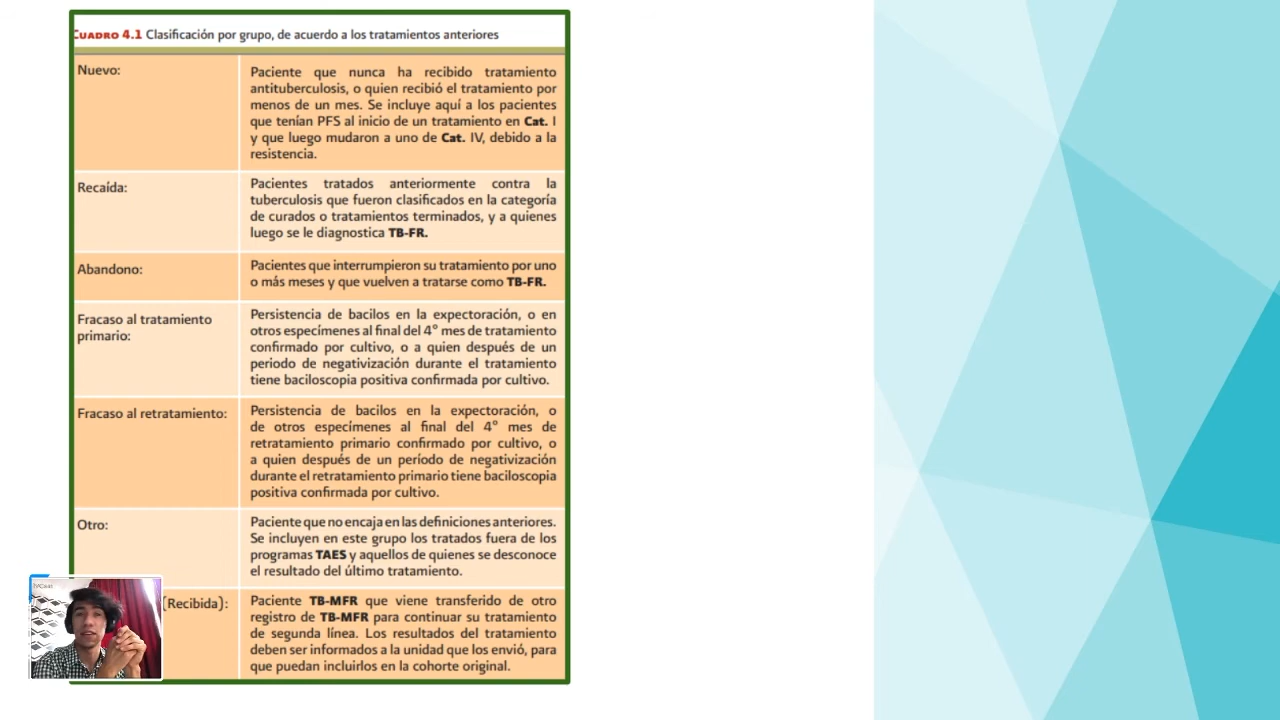 CUADRO 4.1 Clasificación por grupo, de acuerdo a los tratamientos anteriores
Nuevo:
Paciente que nunca ha recibido tratamiento
antituberculosis, o quien recibió el tratamiento por
menos de un mes. Se incluye aquí a los pacientes
que tenían PFS al inicio de un tratamiento en Cat. I
y que luego mudaron a uno de Cat. IV, debido a la
resistencia.
Recaída:
Pacientes tratados anteriormente contra la
tuberculosis que fueron clasificados en la categoría
de curados o tratamientos terminados, y a quienes
luego se le diagnostica TB-FR.
Abandono:
Pacientes que interrumpieron su tratamiento por uno
o más meses y que vuelven a tratarse como TB-FR.
Fracaso al tratamiento
primario:
Persistencia de bacilos en la expectoración, o en
otros especímenes al final del 4° mes de tratamiento
confirmado por cultivo, o a quien después de un
periodo de negativización durante el tratamiento
tiene baciloscopia positiva confirmada por cultivo.
Fracaso al retratamiento:
Persistencia de bacilos en la expectoración, o
de otros especímenes al final del 4° mes de
retratamiento primario confirmado por cultivo, o
a quien después de un período de negativización
durante el retratamiento primario tiene baciloscopia
positiva confirmada por cultivo.
Otro:
Paciente que no encaja en las definiciones anteriores.
Se incluyen en este grupo los tratados fuera de los
programas TAES y aquellos de quienes se desconoce
el resultado del último tratamiento.
(Recibida):
Paciente TB-MFR que viene transferido de otro
registro de TB-MFR para continuar su tratamiento
de segunda línea. Los resultados del tratamiento
deben ser informados a la unidad que los envió, para
que puedan incluirlos en la cohorte original.